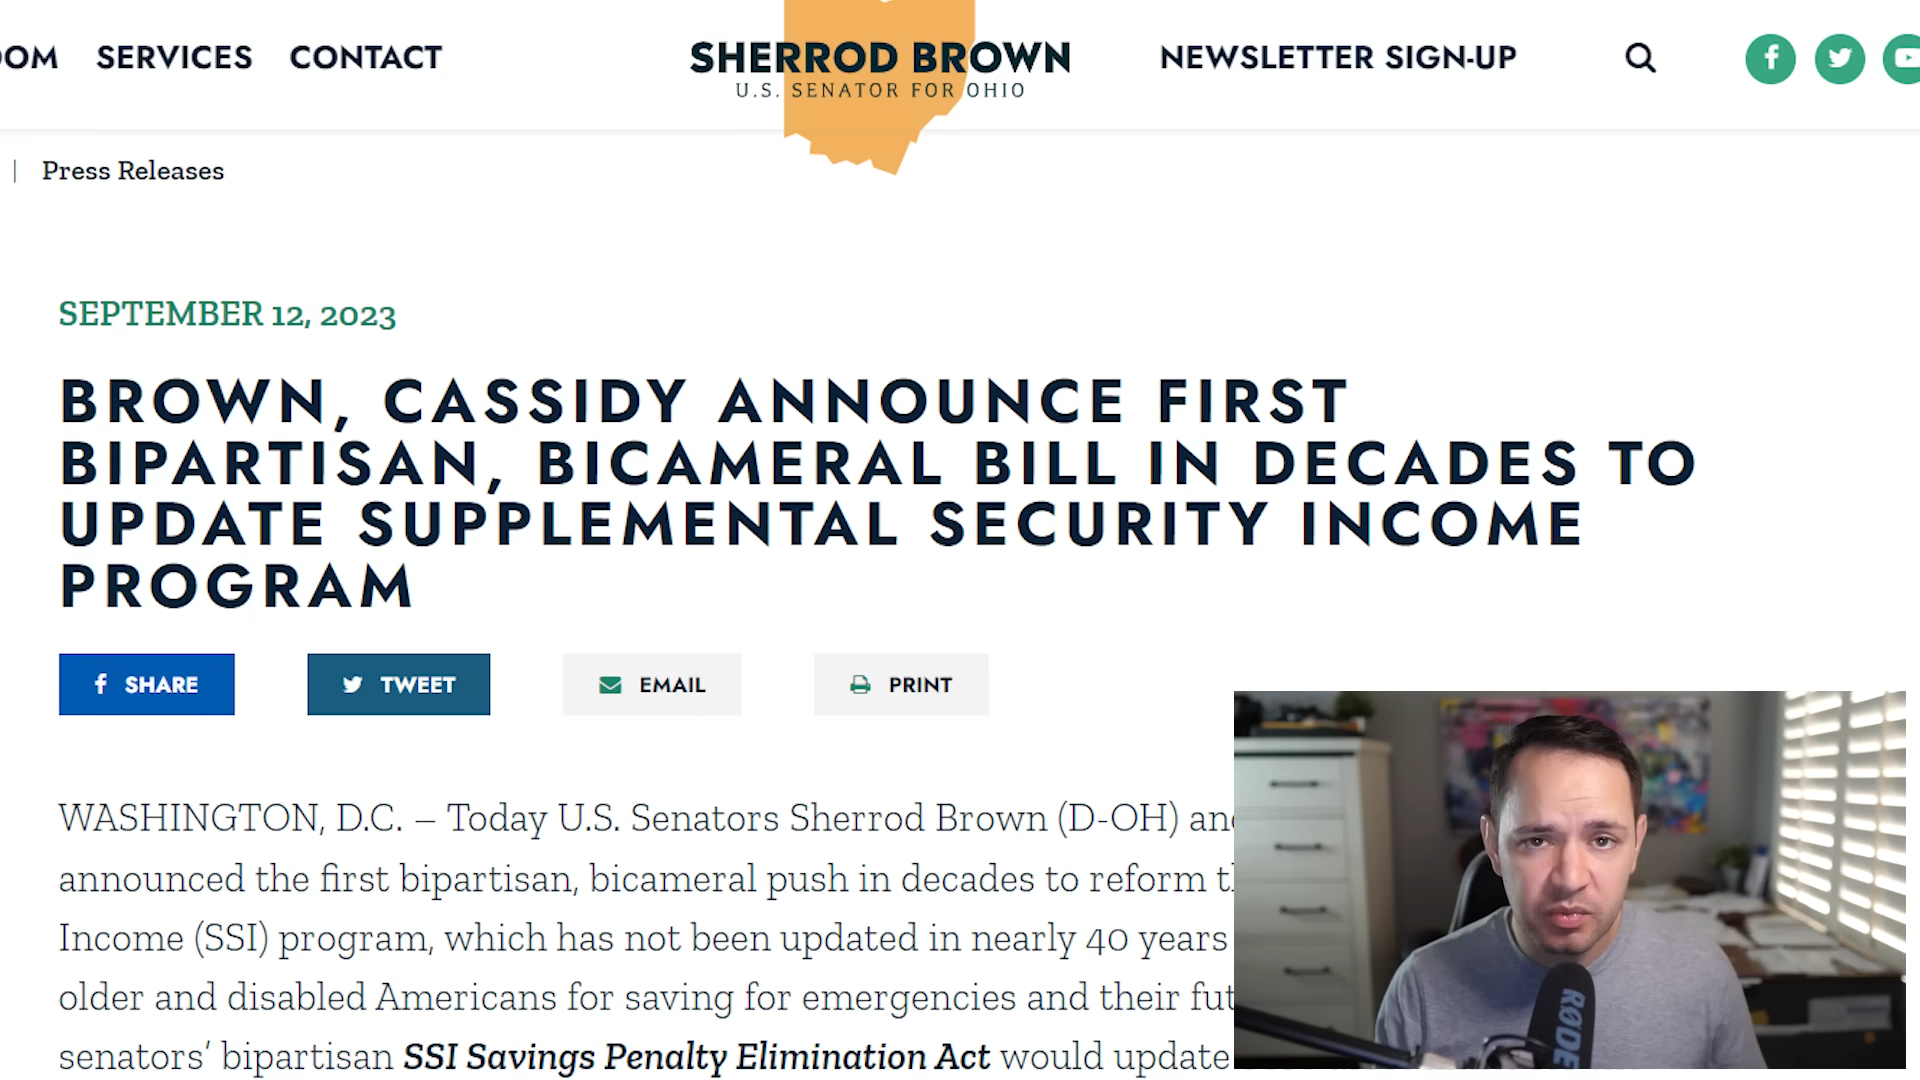 OOM SERVICES CONTACT SHERROD BROWN NEWSLETTER SIGN-UP
U.S. SENATOR FOR OHIO
| Press Releases
SEPTEMBER 12, 2023
BROWN, CASSIDY ANNOUNCE FIRST
BIPARTISAN, BICAMERAL BILL IN DECADES TO
UPDATE SUPPLEMENTAL SECURITY INCOME
PROGRAM
SHARE TWEET EMAIL PRINT
WASHINGTON, D.C. – Today U.S. Senators Sherrod Brown (D-OH) and
announced the first bipartisan, bicameral push in decades to reform
Income (SSI) program, which has not been updated in nearly 40 years
older and disabled Americans for saving for emergencies and their fut
senators’ bipartisan SSI Savings Penalty Elimination Act would update
RØDE